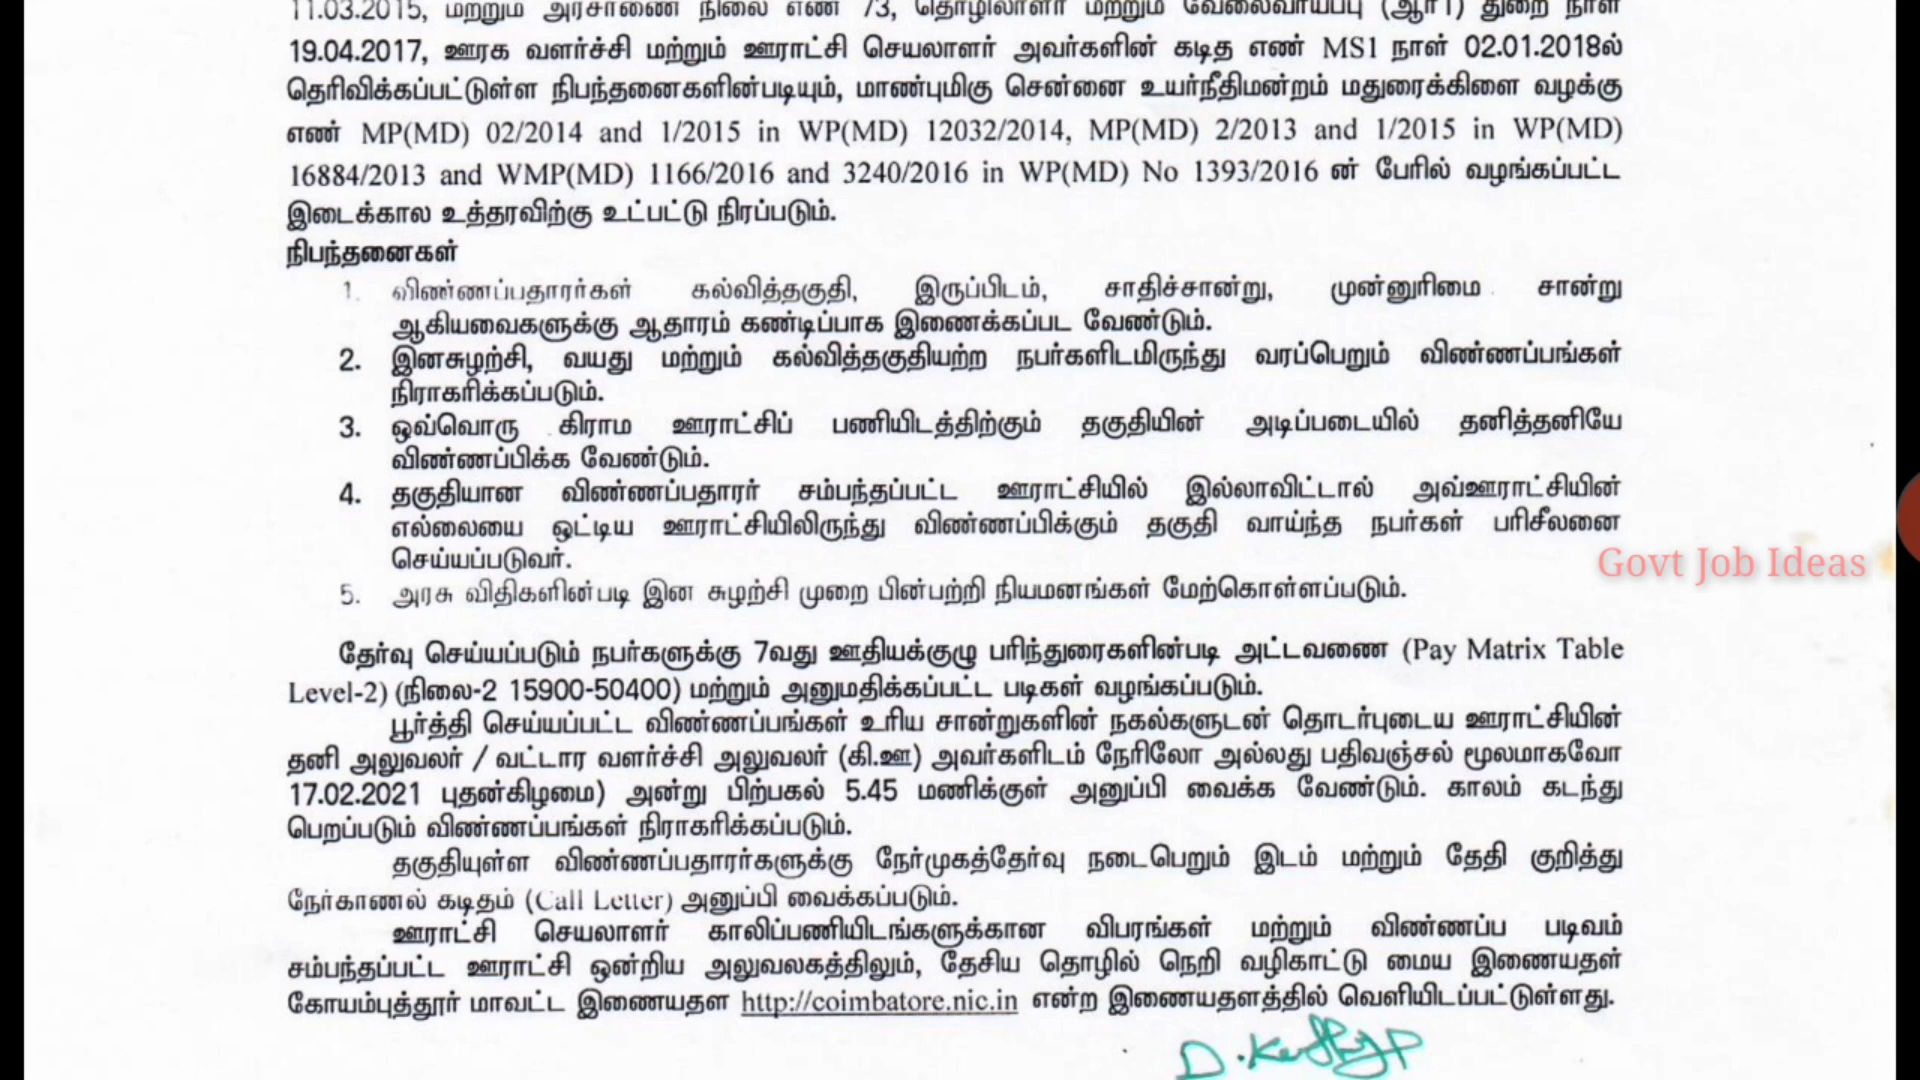 11.03.2015, மற்றும் அரசாணை நிலை எண் 73, தொழிலாளர் மற்றும் வேலைவாய்ப்பு (ஆர்1) துறை நாள்
19.04.2017, ஊரக வளர்ச்சி மற்றும் ஊராட்சி செயலாளர் அவர்களின் கடித எண் MS1 நாள் 02.01.2018ல்
தெரிவிக்கப்பட்டுள்ள நிபந்தனைகளின்படியும், மாண்புமிகு சென்னை உயர்நீதிமன்றம் மதுரைக்கிளை வழக்கு
எண் MP(MD) 02/2014 and 1/2015 in WP(MD) 12032/2014, MP(MD) 2/2013 and 1/2015 in WP(MD)
16884/2013 and WMP(MD) 1166/2016 and 3240/2016 in WP(MD) No 1393/2016 ன் பேரில் வழங்கப்பட்ட
இடைக்கால உத்தரவிற்கு உட்பட்டு நிரப்படும்.
நிபந்தனைகள்
1. விண்ணப்பதாரர்கள் கல்வித்தகுதி, இருப்பிடம், சாதிச்சான்று, முன்னுரிமை சான்று
ஆகியவைகளுக்கு ஆதாரம் கண்டிப்பாக இணைக்கப்பட வேண்டும்.
2. இனசுழற்சி, வயது மற்றும் கல்வித்தகுதியற்ற நபர்களிடமிருந்து வரப்பெறும் விண்ணப்பங்கள்
நிராகரிக்கப்படும்.
3. ஒவ்வொரு கிராம ஊராட்சிப் பணியிடத்திற்கும் தகுதியின் அடிப்படையில் தனித்தனியே
விண்ணப்பிக்க வேண்டும்.
4. தகுதியான விண்ணப்பதாரர் சம்பந்தப்பட்ட ஊராட்சியில் இல்லாவிட்டால் அவ்ஊராட்சியின்
எல்லையை ஒட்டிய ஊராட்சியிலிருந்து விண்ணப்பிக்கும் தகுதி வாய்ந்த நபர்கள் பரிசீலனை
செய்யப்படுவர்.
Govt Job Ideas
5. அரசு விதிகளின்படி இன சுழற்சி முறை பின்பற்றி நியமனங்கள் மேற்கொள்ளப்படும்.
தேர்வு செய்யப்படும் நபர்களுக்கு 7வது ஊதியக்குழு பரிந்துரைகளின்படி அட்டவணை (Pay Matrix Table
Level-2) (நிலை-2 15900-50400) மற்றும் அனுமதிக்கப்பட்ட படிகள் வழங்கப்படும்.
பூர்த்தி செய்யப்பட்ட விண்ணப்பங்கள் உரிய சான்றுகளின் நகல்களுடன் தொடர்புடைய ஊராட்சியின்
தனி அலுவலர் / வட்டார வளர்ச்சி அலுவலர் (கி.ஊ) அவர்களிடம் நேரிலோ அல்லது பதிவஞ்சல் மூலமாகவோ
17.02.2021 புதன்கிழமை) அன்று பிற்பகல் 5.45 மணிக்குள் அனுப்பி வைக்க வேண்டும். காலம் கடந்து
பெறப்படும் விண்ணப்பங்கள் நிராகரிக்கப்படும்.
தகுதியுள்ள விண்ணப்பதாரர்களுக்கு நேர்முகத்தேர்வு நடைபெறும் இடம் மற்றும் தேதி குறித்து
நேர்காணல் கடிதம் (Call Letter) அனுப்பி வைக்கப்படும்.
ஊராட்சி செயலாளர் காலிப்பணியிடங்களுக்கான விபரங்கள் மற்றும் விண்ணப்ப படிவம்
சம்பந்தப்பட்ட ஊராட்சி ஒன்றிய அலுவலகத்திலும், தேசிய தொழில் நெறி வழிகாட்டு மைய இணையதள்
கோயம்புத்தூர் மாவட்ட இணையதள http://coimbatore.nic.in என்ற இணையதளத்தில் வெளியிடப்பட்டுள்ளது.